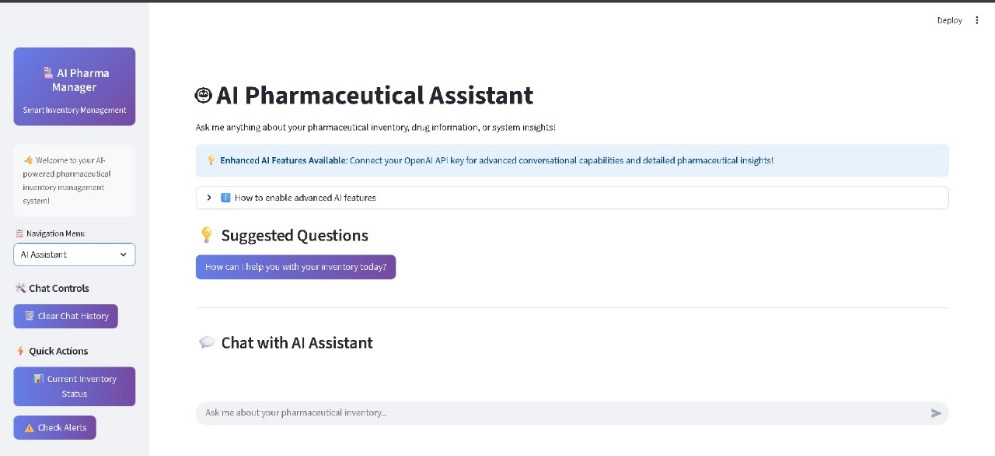 Deploy
AI Pharma
Manager
Smart Inventory Management
Welcome to your AI-
powered pharmaceutical
inventory management
system!
Navigation Menu
AI Assistant
Chat Controls
Clear Chat History
Quick Actions
Current Inventory
Status
Check Alerts
AI Pharmaceutical Assistant
Ask me anything about your pharmaceutical inventory, drug information, or system insights!
Enhanced AI Features Available: Connect your OpenAI API key for advanced conversational capabilities and detailed pharmaceutical insights!
How to enable advanced AI features
Suggested Questions
How can I help you with your inventory today?
Chat with AI Assistant
Ask me about your pharmaceutical inventory...